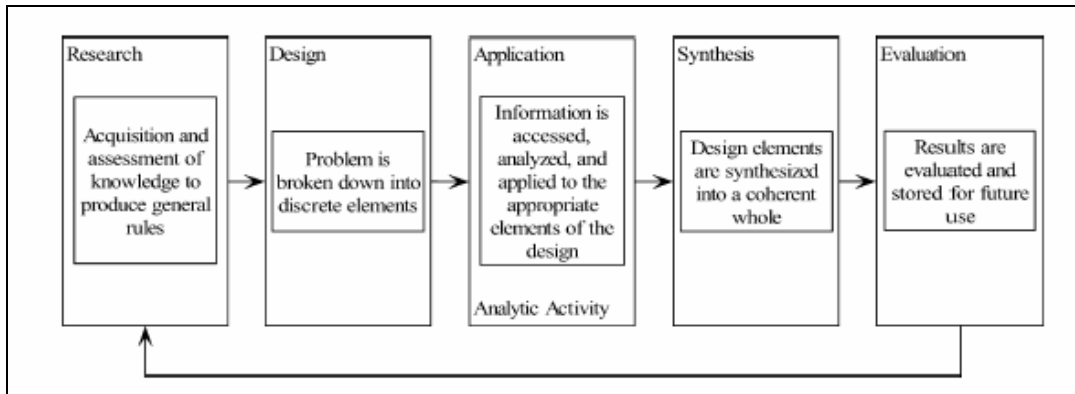 Research
Acquisition and
assessment of
knowledge to
produce general
rules
Design
Problem is
broken down into
discrete elements
Application
Information is
accessed,
analyzed, and
applied to the
appropriate
elements of the
design
Analytic Activity
Synthesis
Design elements
are synthesized
into a coherent
whole
Evaluation
Results are
evaluated and
stored for future
use